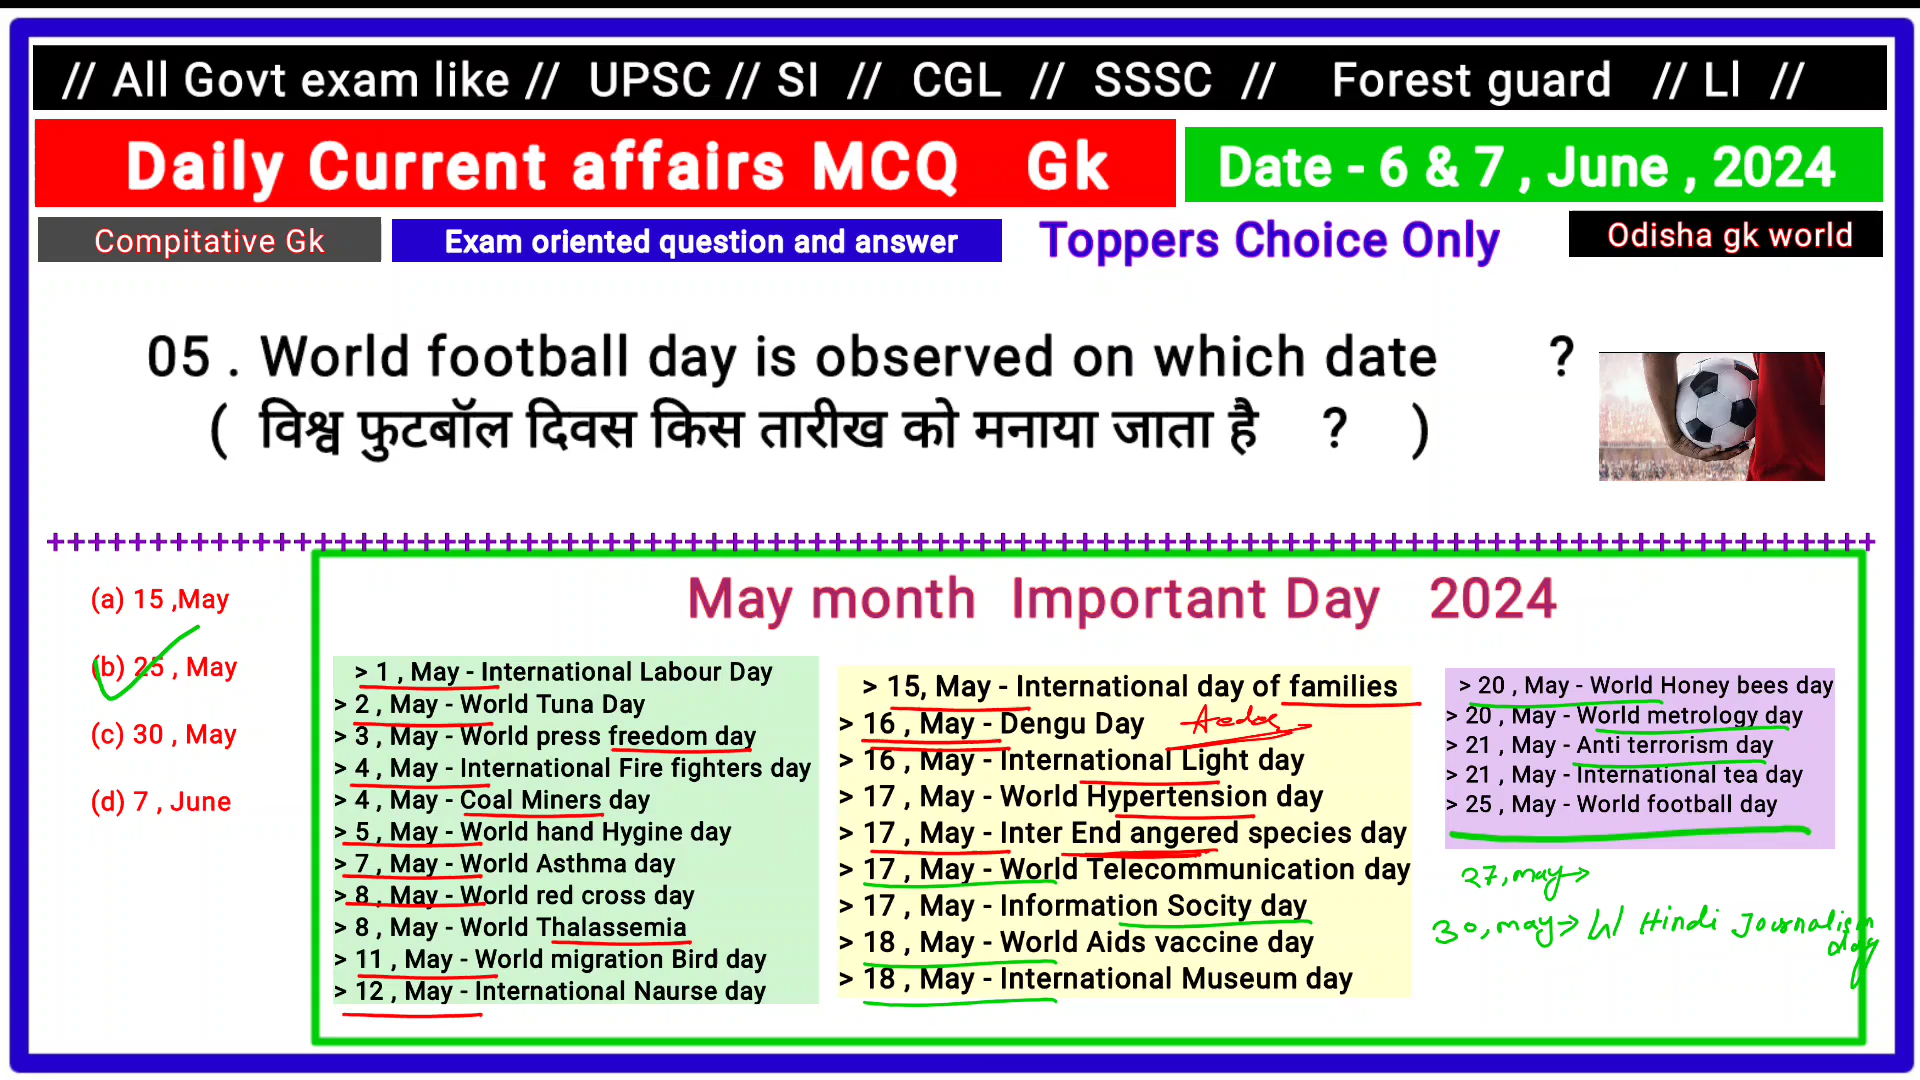 // All Govt exam like // UPSC // SI // CGL // SSSC // Forest guard // Ll //
Daily Current affairs MCQ Gk
Date - 6 & 7 , June , 2024
Compitative Gk
Exam oriented question and answer
Toppers Choice Only
Odisha gk world
05 . World football day is observed on which date ?
( विश्व फुटबॉल दिवस किस तारीख को मनाया जाता है ? )
++++++++++++++++++++++++++++++++++++++++++++++++++++++++++++++++++++++++++++++++++++++++
(a) 15 ,May
(b) 25 , May
(c) 30 , May
(d) 7 , June
May month Important Day 2024
> 1 , May - International Labour Day
> 2 , May - World Tuna Day
> 3 , May - World press freedom day
> 4 , May - International Fire fighters day
> 4 , May - Coal Miners day
> 5 , May - World hand Hygine day
> 7 , May - World Asthma day
> 8 , May - World red cross day
> 8 , May - World Thalassemia
> 11 , May - World migration Bird day
> 12 , May - International Naurse day
> 15, May - International day of families
> 16 , May - Dengu Day
> 16 , May - International Light day
> 17 , May - World Hypertension day
> 17 , May - Inter End angered species day
> 17 , May - World Telecommunication day
> 17 , May - Information Socity day
> 18 , May - World Aids vaccine day
> 18 , May - International Museum day
> 20 , May - World Honey bees day
> 20 , May - World metrology day
> 21 , May - Anti terrorism day
> 21 , May - International tea day
> 25 , May - World football day
27, may →
30, may → Hindi Journalism
day